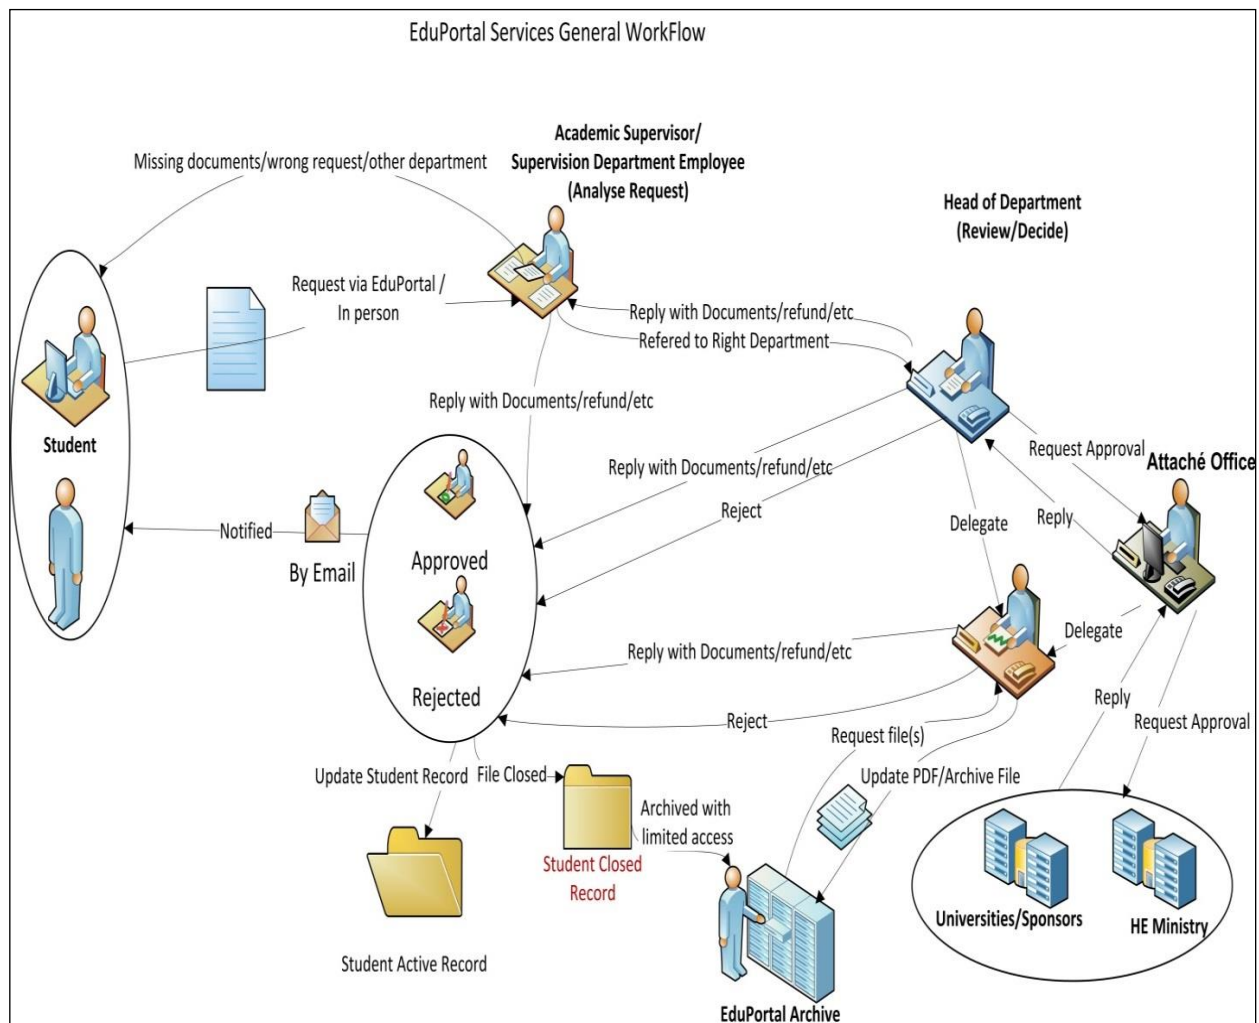 EduPortal Services General WorkFlow
Academic Supervisor/
Supervision Department Employee
(Analyse Request)
Missing documents/wrong request/other department
Head of Department
(Review/Decide)
Request via EduPortal /
In person
Reply with Documents/refund/etc
Refered to Right Department
Reply with Documents/refund/etc
Student
Request Approval
Attaché Office
Reply with Documents/refund/etc
Reject
Delegate
Reply
Notified
By Email
Approved
Delegate
Reply with Documents/refund/etc
Rejected
Reply
Reject
Request file(s)
Request Approval
Update Student Record
File Closed
Update PDF/Archive File
Archived with
limited access
Student Closed
Record
Universities/Sponsors
HE Ministry
Student Active Record
EduPortal Archive